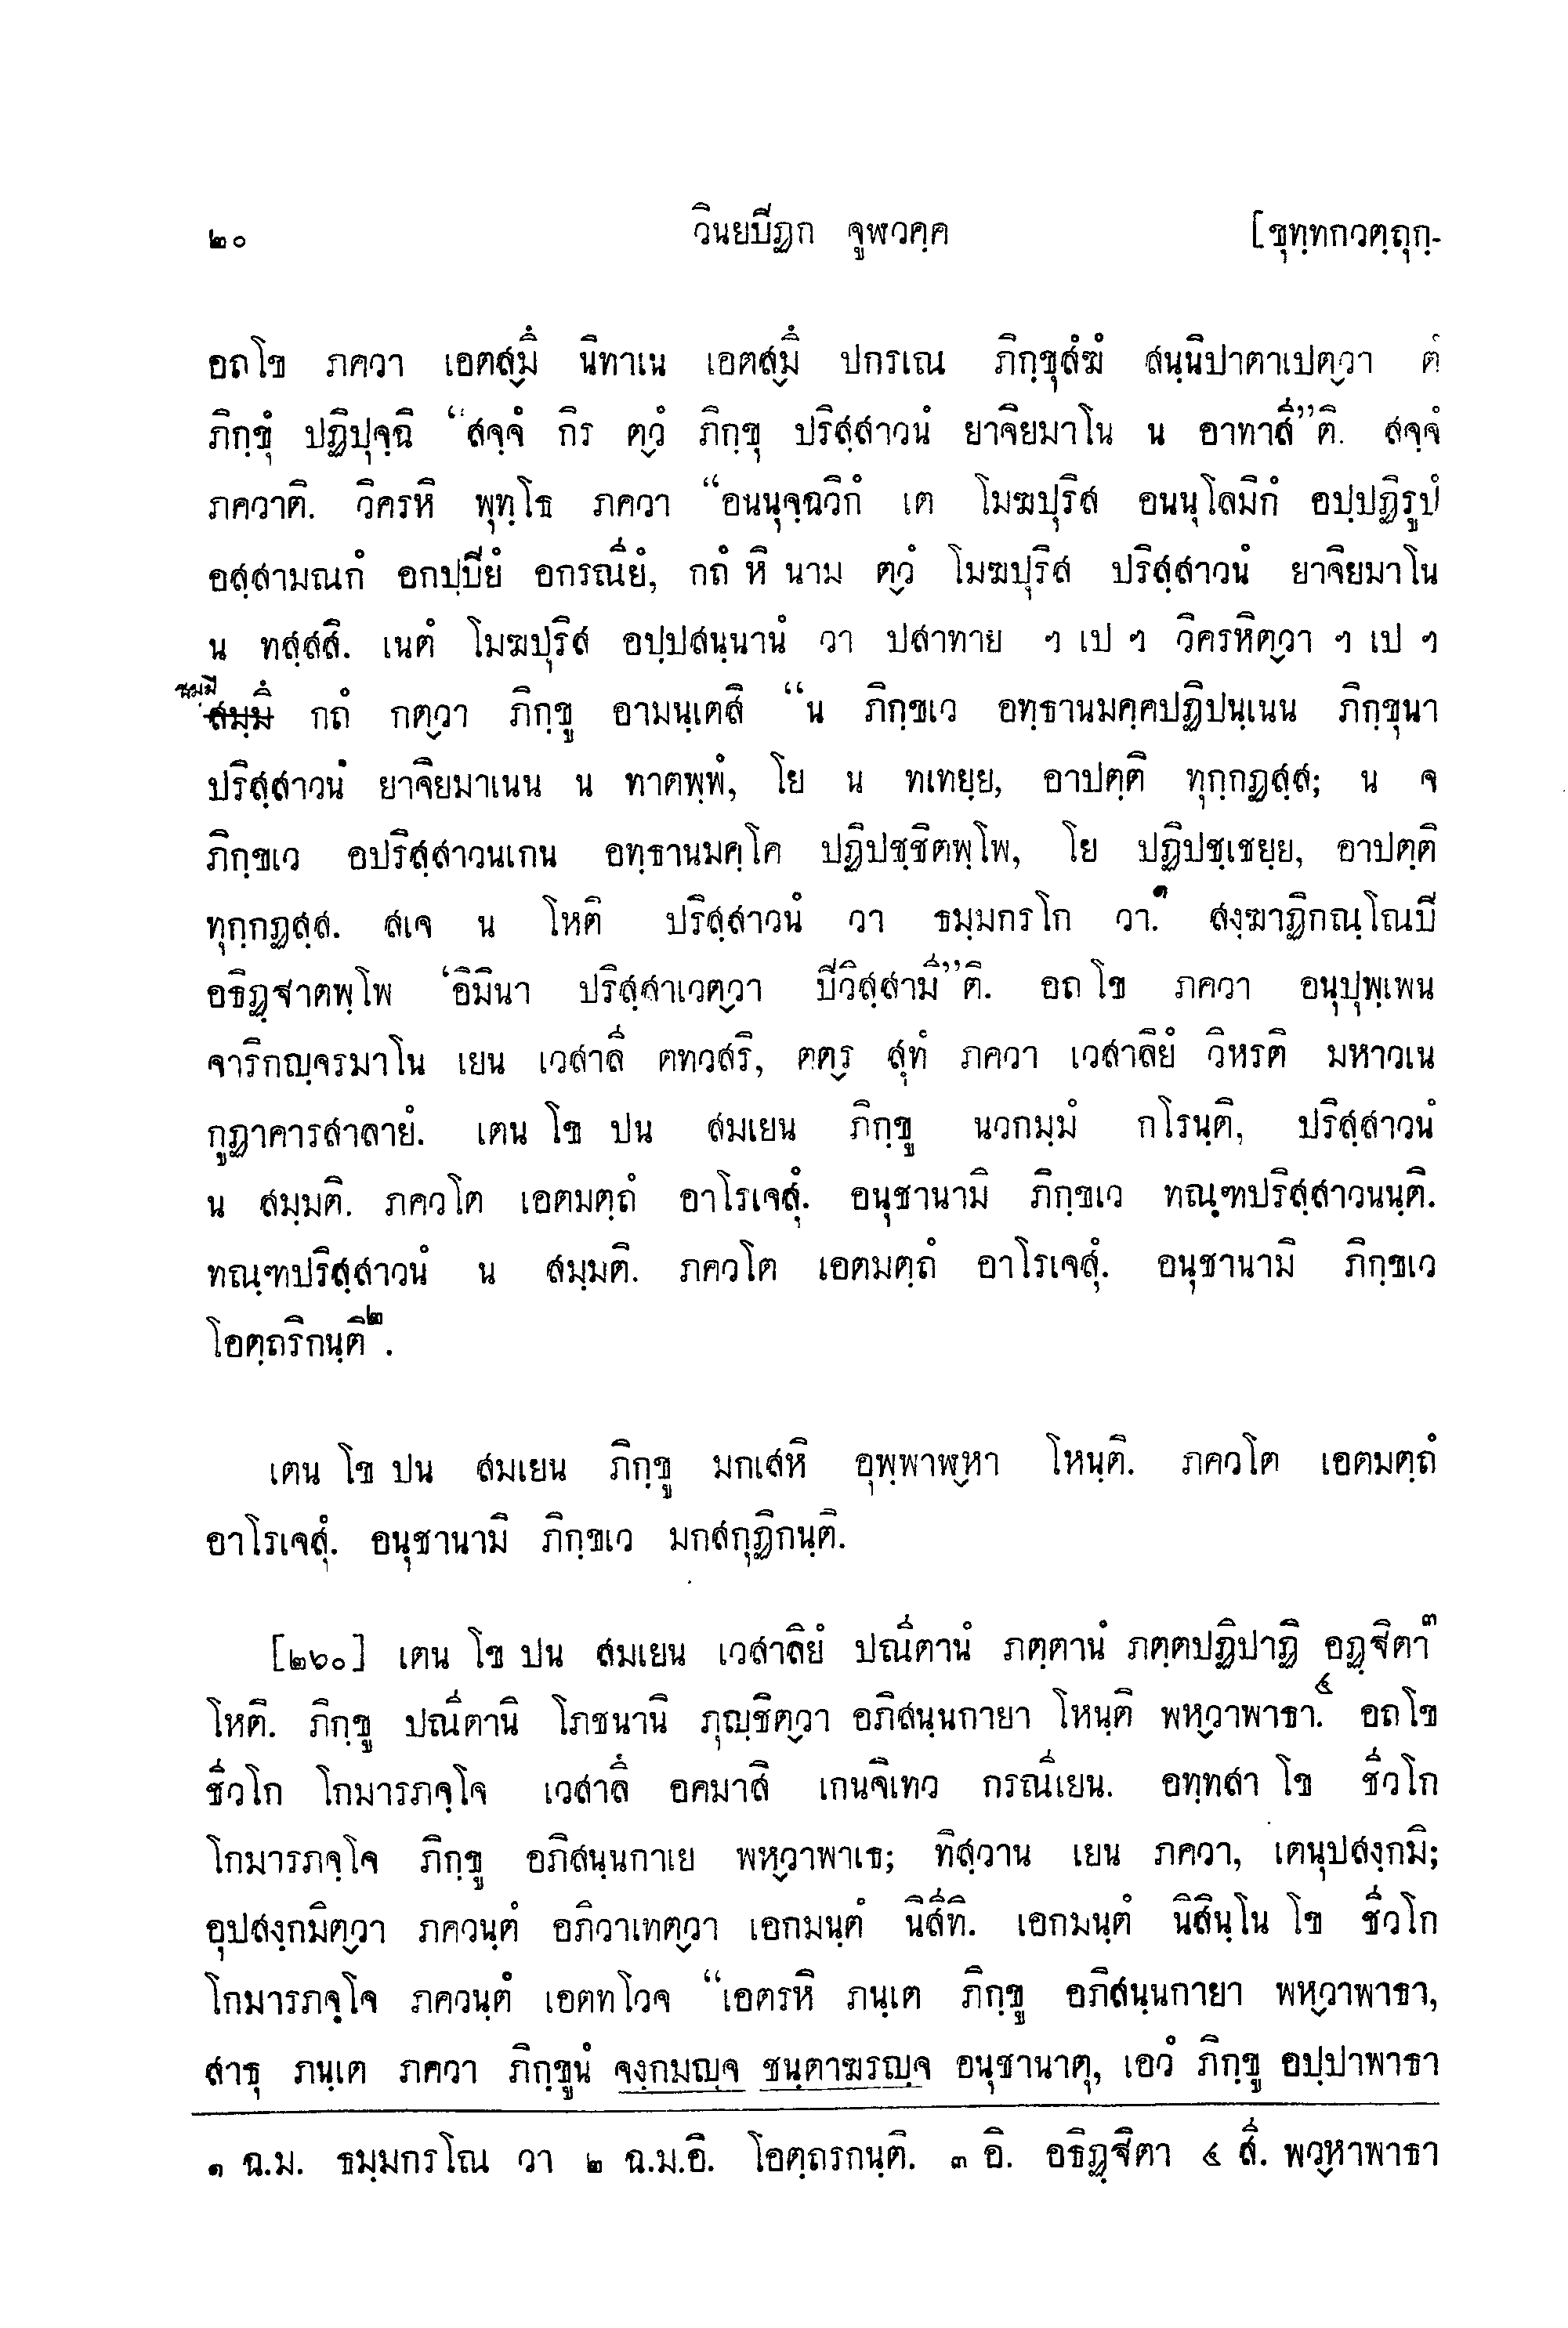 ๒๐ วินยปีฏก จูฬวคฺค [ขุทฺทกวตฺถุกฺ-
อถโข ภควา เอตสฺมึ นิทาเน เอตสฺมึ ปกรเณ ภิกฺขุสํฆํ สนฺนิปาตาเปตฺวา ตํ
ภิกฺขุํ ปฏิปุจฺฉิ “สจฺจํ กิร ตฺวํ ภิกฺขุ ปริสฺสาวนํ ยาจิยมาโน น อาทาสี”ติ. สจฺจํ
ภควาติ. วิครหิ พุทฺโธ ภควา “อนนุจฺฉวิกํ เต โมฆปุริส อนนุโลมิกํ อปฺปฏิรูปํ
อสฺสามณกํ อกปฺปิยํ อกรณียํ, กถํ หิ นาม ตฺวํ โมฆปุริส ปริสฺสาวนํ ยาจิยมาโน
น ทสฺสสิ. เนตํ โมฆปุริส อปฺปสนฺนานํ วา ปสาทาย ฯ เป ฯ วิครหิตฺวา ฯ เป ฯ
ธมฺมี
สมฺมึ กถํ กตฺวา ภิกฺขู อามนฺเตสิ “น ภิกฺขเว อทฺธานมคฺคปฏิปนฺเนน ภิกฺขุนา
ปริสฺสาวนํ ยาจิยมาเนน น ทาตพฺพํ, โย น ทเทยฺย, อาปตฺติ ทุกฺกฏสฺส; น จ
ภิกฺขเว อปริสฺสาวนเกน อทฺธานมคฺโค ปฏิปชฺชิตพฺโพ, โย ปฏิปชฺเชยฺย, อาปตฺติ
ทุกฺกฏสฺส. สเจ น โหติ ปริสฺสาวนํ วา ธมฺมกรโก วา.๑ สงฺฆาฏิกณฺโณปิ
อธิฏฺฐาตพฺโพ ‘อิมินา ปริสฺสาเวตฺวา ปีวิสฺสามี”ติ. อถ โข ภควา อนุปุพฺเพน
จาริกญฺจรมาโน เยน เวสาลี ตทวสริ, ตตฺร สุทํ ภควา เวสาลิยํ วิหรติ มหาวเน
กูฏาคารสาลายํ. เตน โข ปน สมเยน ภิกฺขู นวกมฺมํ กโรนฺติ, ปริสฺสาวนํ
น สมฺมติ. ภควโต เอตมตฺถํ อาโรเจสุํ. อนุชานามิ ภิกฺขเว ทณฺฑปริสฺสาวนนฺติ.
ทณฺฑปริสฺสาวนํ น สมฺมติ. ภควโต เอตมตฺถํ อาโรเจสุํ. อนุชานามิ ภิกฺขเว
โอตฺถริกนฺติ๒.
เตน โข ปน สมเยน ภิกฺขู มกเสหิ อุพฺพาฬฺหา โหนฺติ. ภควโต เอตมตฺถํ
อาโรเจสุํ. อนุชานามิ ภิกฺขเว มกสกุฏิกนฺติ.
[๒๖๐] เตน โข ปน สมเยน เวสาลิยํ ปณีตานํ ภตฺตานํ ภตฺตปฏิปาฏิ อฏฺฐิตา๓
โหติ. ภิกฺขู ปณีตานิ โภชนานิ ภุญฺชิตฺวา อภิสนฺนกายา โหนฺติ พหฺวาพาธา.๔ อถโข
ชีวโก โกมารภจฺโจ เวสาลึ อคมาสิ เกนจิเทว กรณีเยน. อทฺทสา โข ชีวโก
โกมารภจฺโจ ภิกฺขู อภิสนฺนกาเย พหฺวาพาเธ; ทิสฺวาน เยน ภควา, เตนุปสงฺกมิ;
อุปสงฺกมิตฺวา ภควนฺตํ อภิวาเทตฺวา เอกมนฺตํ นิสีทิ. เอกมนฺตํ นิสินฺโน โข ชีวโก
โกมารภจฺโจ ภควนฺตํ เอตทโวจ “เอตรหิ ภนฺเต ภิกฺขู อภิสนฺนกายา พหฺวาพาธา,
สาธุ ภนฺเต ภควา ภิกฺขูนํ จงฺกมญฺจ ชนฺตาฆรญฺจ อนุชานาตุ, เอวํ ภิกฺขู อปฺปาพาธา
๑ ฉ.ม. ธมฺมกรโณ วา ๒ ฉ.ม.อิ. โอตฺถรกนฺติ. ๓ อิ. อธิฏฺฐิตา ๔ สี. พวฺหาพาธา